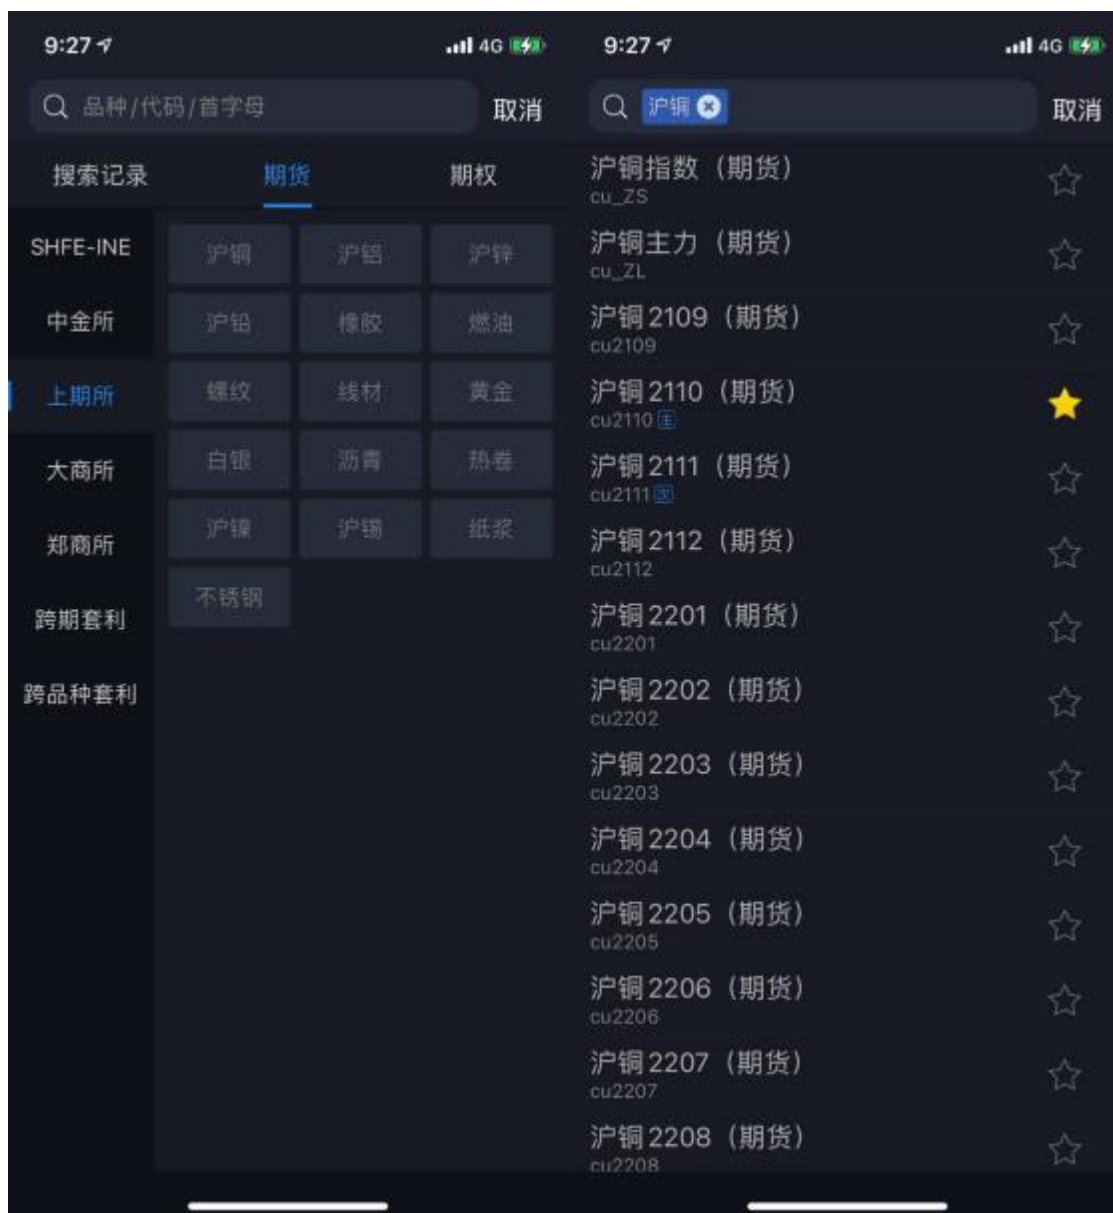 9:27
4G
品种/代码/首字母
取消
搜索记录 期货 期权
SHFE-INE
中金所
上期所
大商所
郑商所
跨期套利
跨品种套利
沪铜 沪铝 沪锌
沪铅 橡胶 燃油
螺纹 线材 黄金
白银 沥青 热卷
沪镍 沪锡 纸浆
不锈钢
9:27
4G
沪铜
取消
沪铜指数（期货）
cu_ZS
沪铜主力（期货）
cu_ZL
沪铜2109（期货）
cu2109
沪铜2110（期货）
cu2110 主
沪铜2111（期货）
cu2111 次
沪铜2112（期货）
cu2112
沪铜2201（期货）
cu2201
沪铜2202（期货）
cu2202
沪铜2203（期货）
cu2203
沪铜2204（期货）
cu2204
沪铜2205（期货）
cu2205
沪铜2206（期货）
cu2206
沪铜2207（期货）
cu2207
沪铜2208（期货）
cu2208